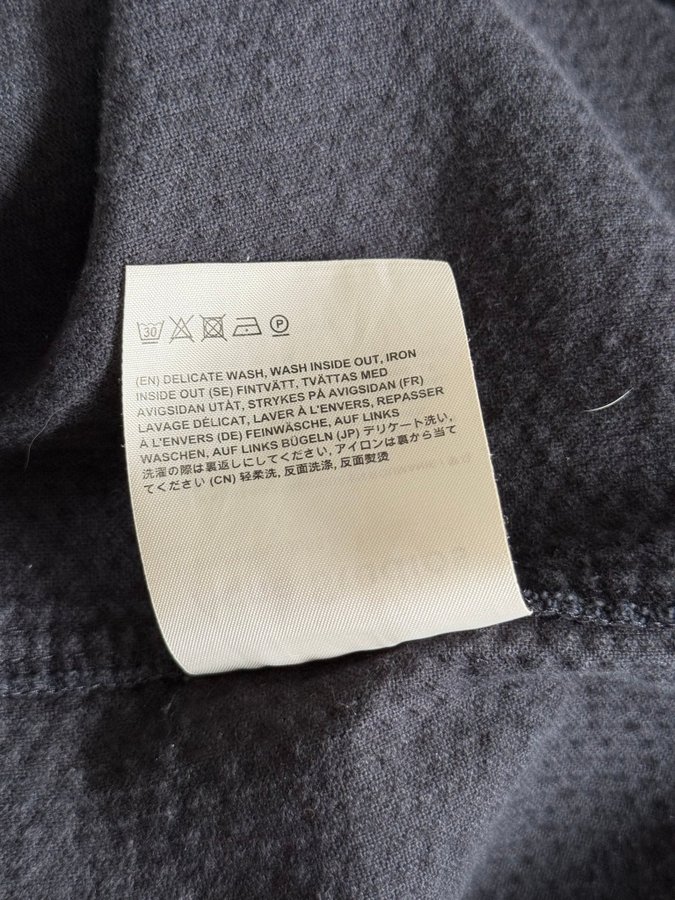 30 P
(EN) DELICATE WASH, WASH INSIDE OUT, IRON
INSIDE OUT (SE) FINTVÄTT, TVÄTTAS MED
AVIGSIDAN UTÅT, STRYKES PÅ AVIGSIDAN (FR)
LAVAGE DÉLICAT, LAVER À L'ENVERS, REPASSER
À L'ENVERS (DE) FEINWÄSCHE, AUF LINKS
WASCHEN, AUF LINKS BÜGELN (JP) デリケート洗い,
洗濯の際は裏返しにしてください, アイロンは裏から当て
てください (CN) 轻柔洗, 反面洗涤, 反面熨烫